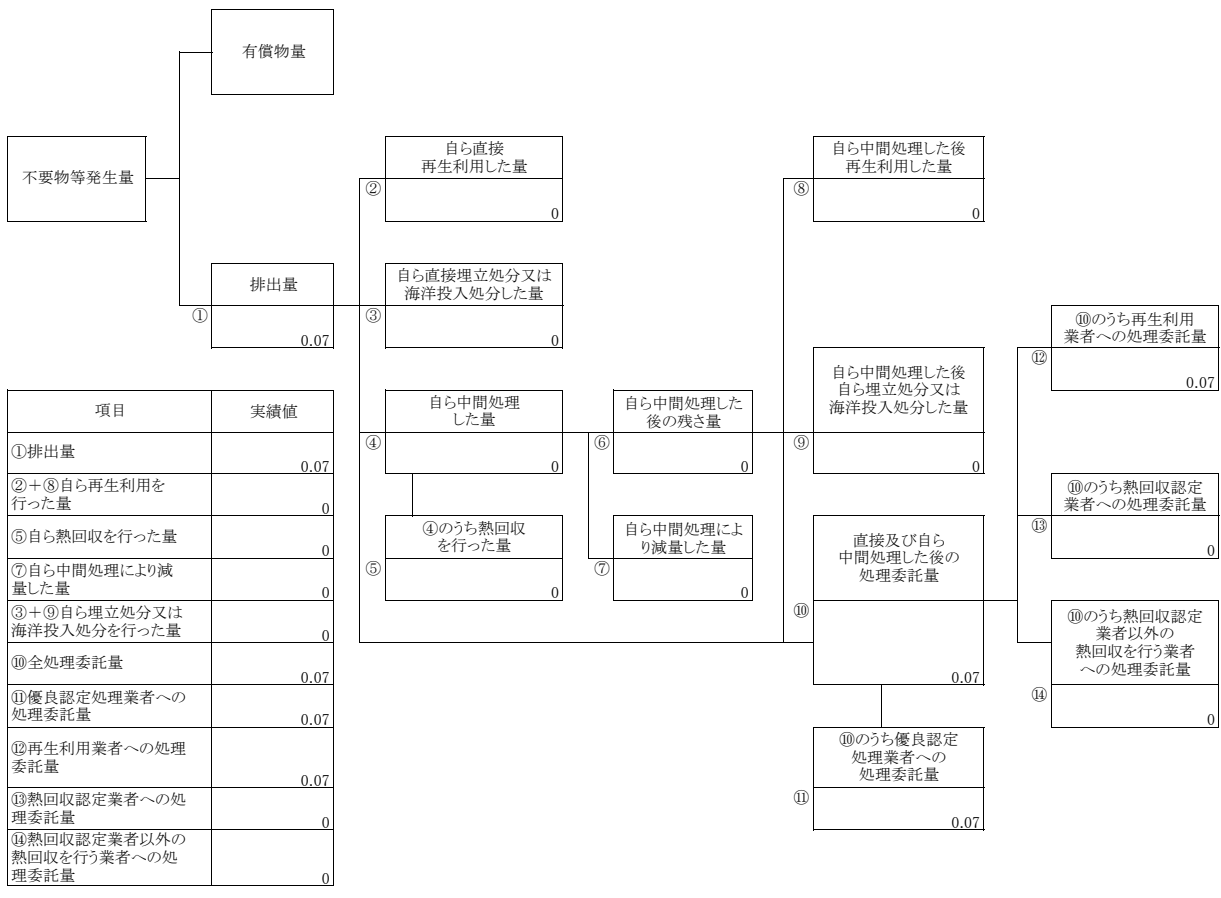 有償物量
不要物等発生量
排出量
①
0.07
自ら直接
再生利用した量
②
0
自ら直接埋立処分又は
海洋投入処分した量
③
0
自ら中間処理
した量
④
0
④のうち熱回収
を行った量
⑤
0
自ら中間処理した
後の残さ量
⑥
0
自ら中間処理によ
り減量した量
⑦
0
自ら中間処理した後
再生利用した量
⑧
0
自ら中間処理した後
自ら埋立処分又は
海洋投入処分した量
⑨
0
直接及び自ら
中間処理した後の
処理委託量
⑩
0.07
⑩のうち優良認定
処理業者への
処理委託量
⑪
0.07
⑩のうち再生利用
業者への処理委託量
⑫
0.07
⑩のうち熱回収認定
業者への処理委託量
⑬
0
⑩のうち熱回収認定
業者以外の
熱回収を行う業者
への処理委託量
⑭
0
項目 実績値
①排出量
0.07
②＋⑧自ら再生利用を
行った量
0
⑤自ら熱回収を行った量
0
⑦自ら中間処理により減
量した量
0
③＋⑨自ら埋立処分又は
海洋投入処分を行った量
0
⑩全処理委託量
0.07
⑪優良認定処理業者への
処理委託量
0.07
⑫再生利用業者への処理
委託量
0.07
⑬熱回収認定業者への処
理委託量
0
⑭熱回収認定業者以外の
熱回収を行う業者への処
理委託量
0